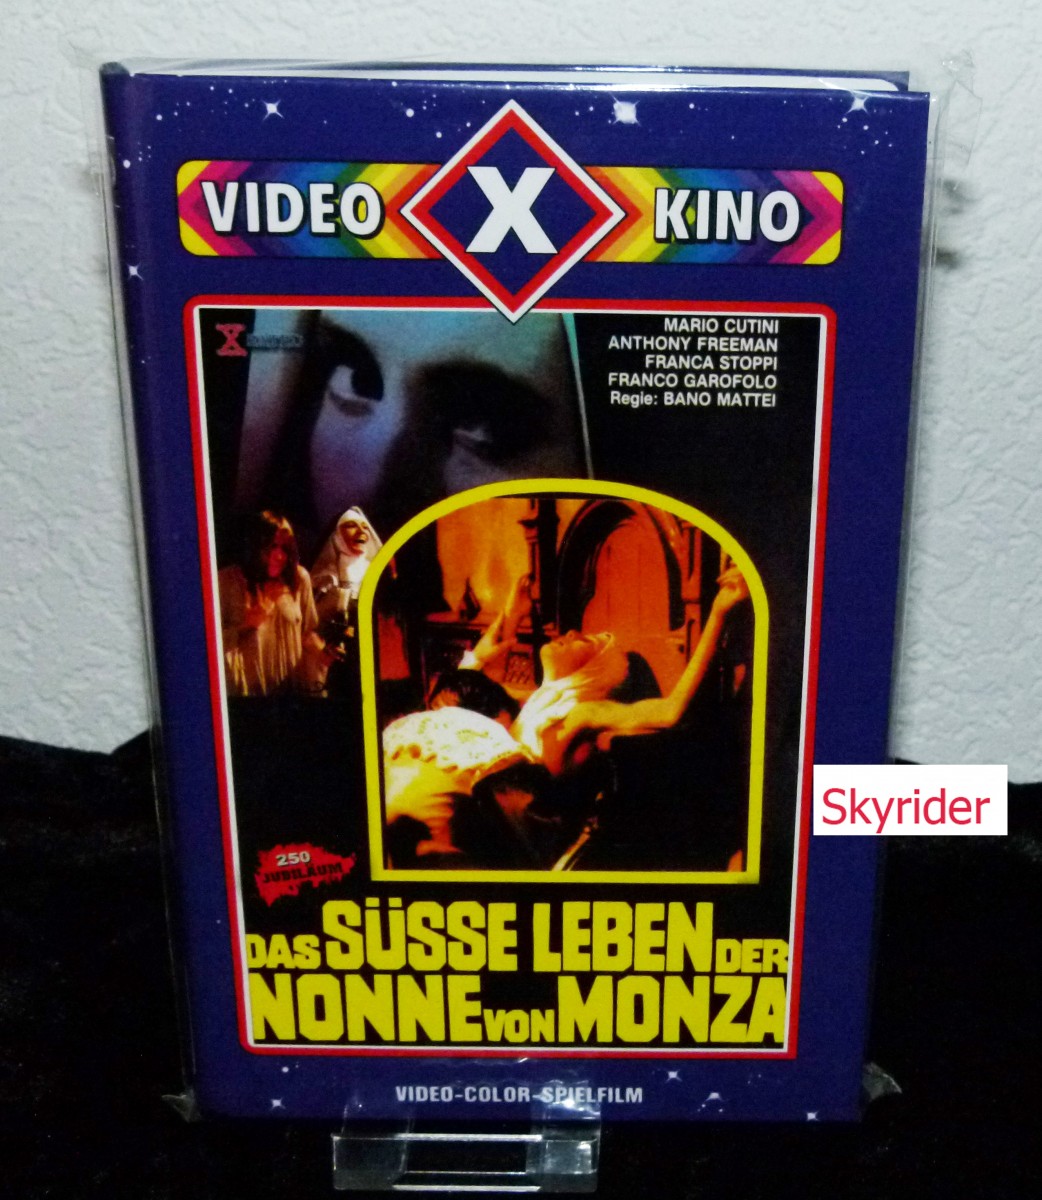 VIDEO X KINO
X
MARIO CUTINI
ANTHONY FREEMAN
FRANCA STOPPI
FRANCO GAROFOLO
Regie: BANO MATTEI
Skyrider
250
JUBILÄUM
DAS SÜSSE LEBEN DER
NONNE VON MONZA
VIDEO-COLOR-SPIELFILM